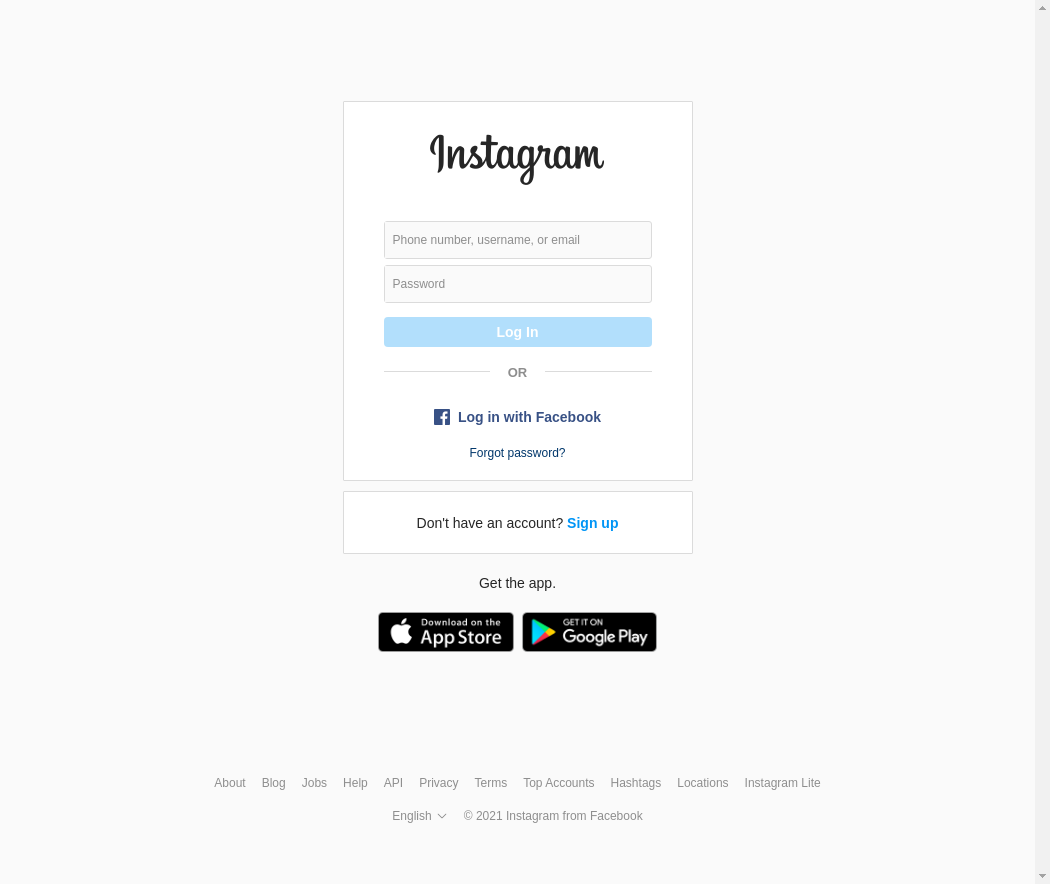 Instagram
Phone number, username, or email
Password
Log In
OR
Log in with Facebook
Forgot password?
Don't have an account? Sign up
Get the app.
Download on the App Store
GET IT ON Google Play
About Blog Jobs Help API Privacy Terms Top Accounts Hashtags Locations Instagram Lite
English © 2021 Instagram from Facebook